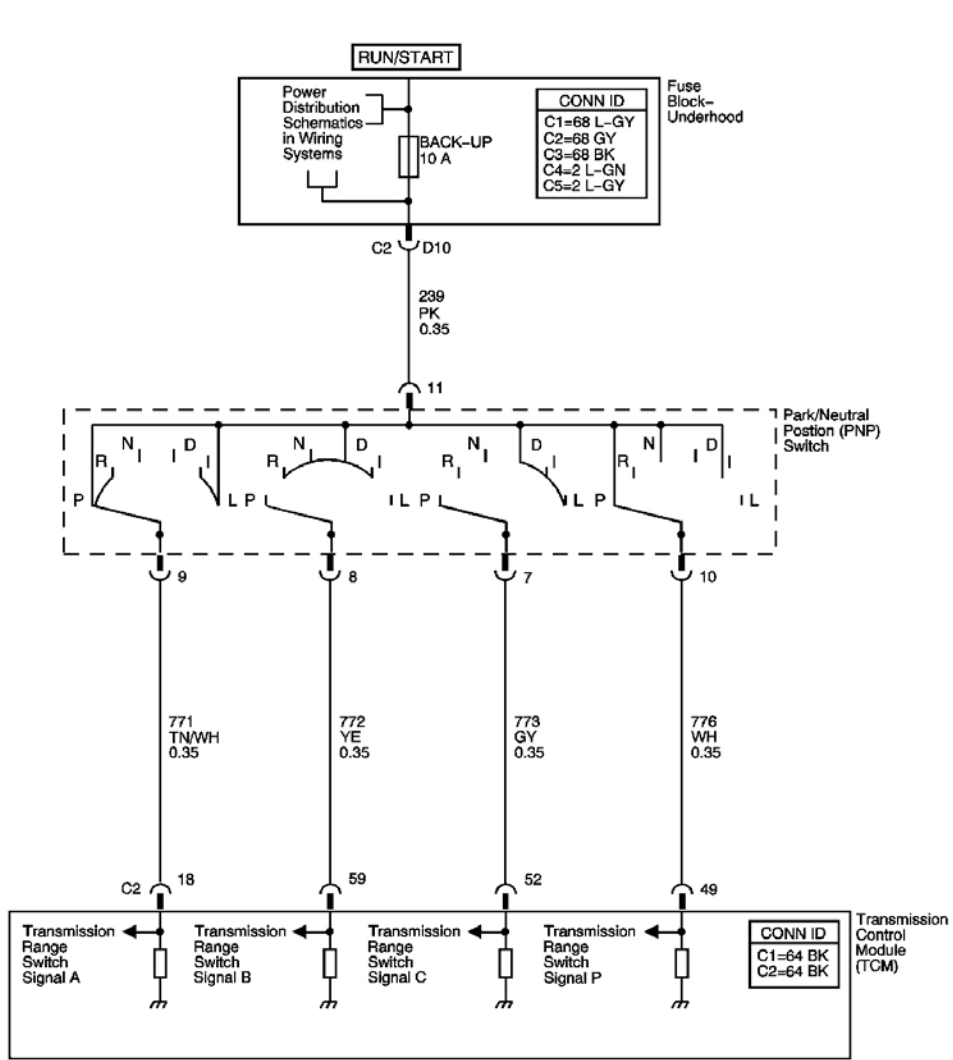 RUN/START
Power
Distribution
Schematics
in Wiring
Systems
BACK-UP
10 A
CONN ID
C1=68 L-GY
C2=68 GY
C3=68 BK
C4=2 L-GN
C5=2 L-GY
Fuse
Block-
Underhood
C2 D10
239
PK
0.35
11
Park/Neutral
Postion (PNP)
Switch
N I I D
R I I
P L
N I D
R I I
P I L
N I D
R I I
P L
N I D
R I I
P I L
9 8 7 10
771
TN/WH
0.35
772
YE
0.35
773
GY
0.35
776
WH
0.35
C2 18 59 52 49
Transmission
Range
Switch
Signal A
Transmission
Range
Switch
Signal B
Transmission
Range
Switch
Signal C
Transmission
Range
Switch
Signal P
CONN ID
C1=64 BK
C2=64 BK
Transmission
Control
Module
(TCM)